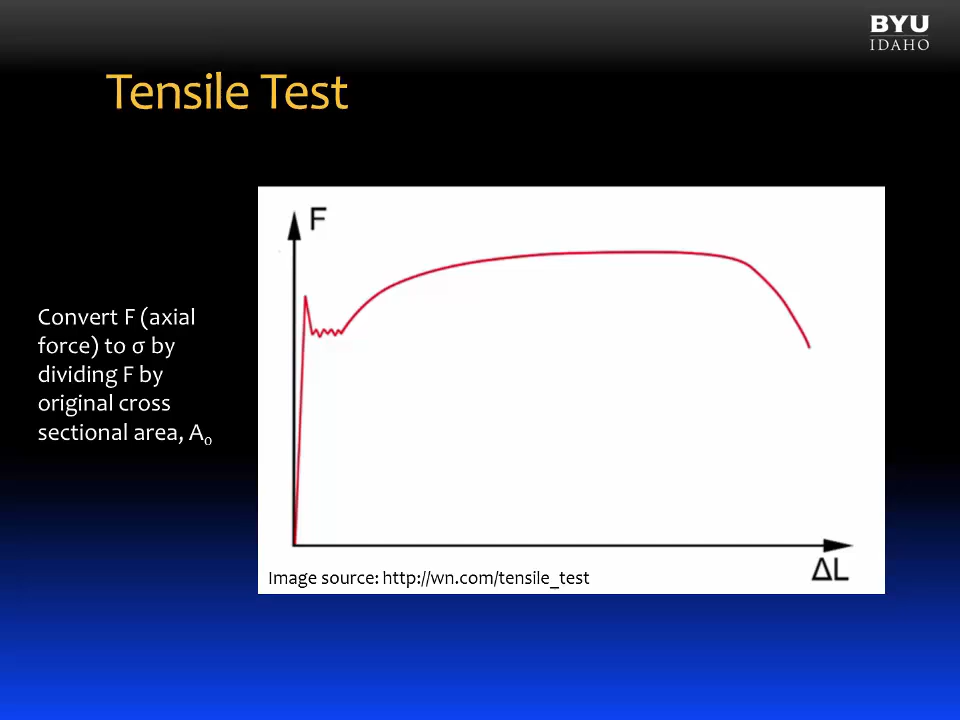 BYU
IDAHO
Tensile Test
F
Convert F (axial
force) to σ by
dividing F by
original cross
sectional area, A₀
Image source: http://wn.com/tensile_test
ΔL